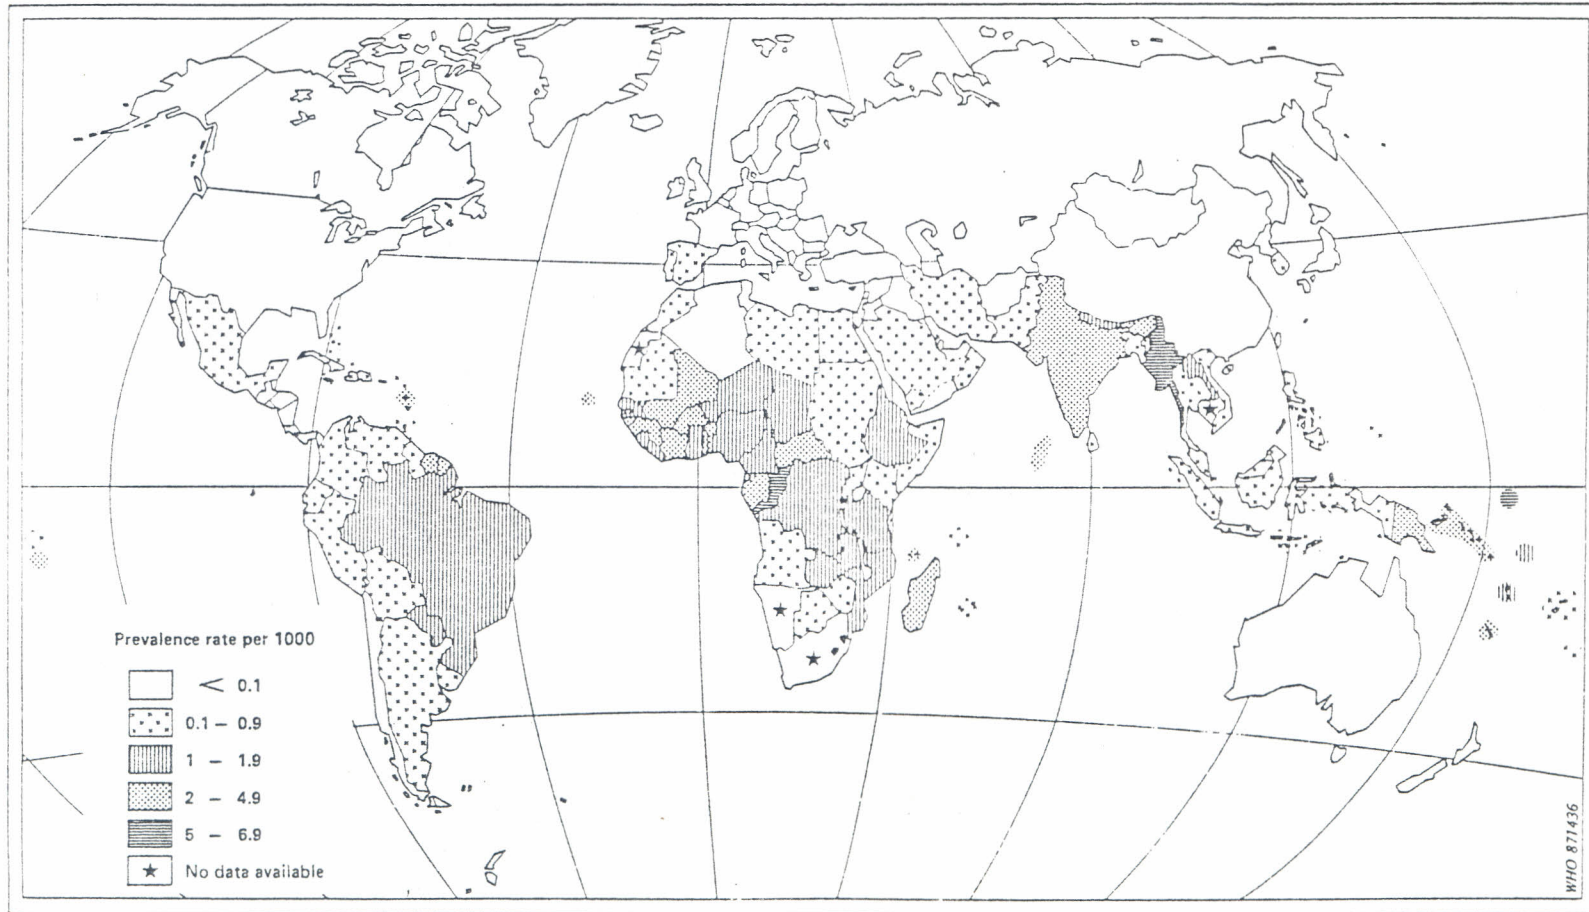 Prevalence rate per 1000
< 0.1
0.1 – 0.9
1 – 1.9
2 – 4.9
5 – 6.9
★ No data available
WHO 871436